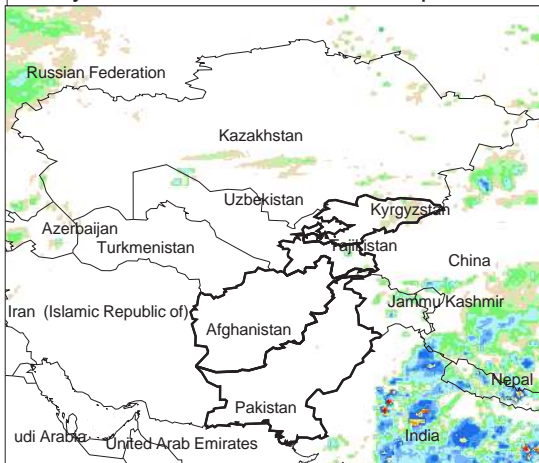 Russian Federation
Kazakhstan
Uzbekistan
Kyrgyzstan
Azerbaijan
Turkmenistan
Tajikistan
China
Iran (Islamic Republic of)
Jammu/Kashmir
Afghanistan
Nepal
Pakistan
udi Arabia
United Arab Emirates
India